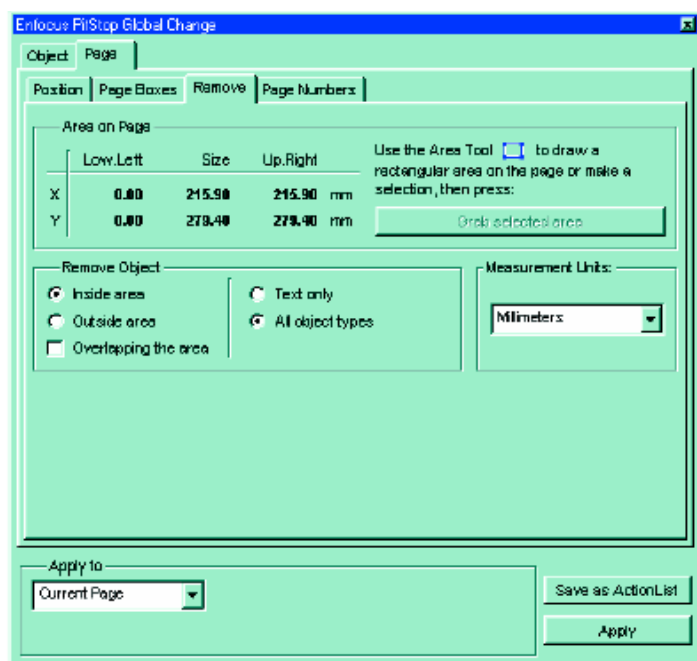 Enfocus PitStop Global Change
Object Page
Position Page Boxes Remove Page Numbers
Area on Page
Low.Left Size Up.Right
X 0.00 215.90 215.90 mm
Y 0.00 279.40 279.40 mm
Use the Area Tool to draw a
rectangular area on the page or make a
selection, then press:
Grab selected area
Remove Object
Inside area
Outside area
Overlapping the area
Text only
All object types
Measurement Units:
Millimeters
Apply to
Current Page
Save as ActionList
Apply